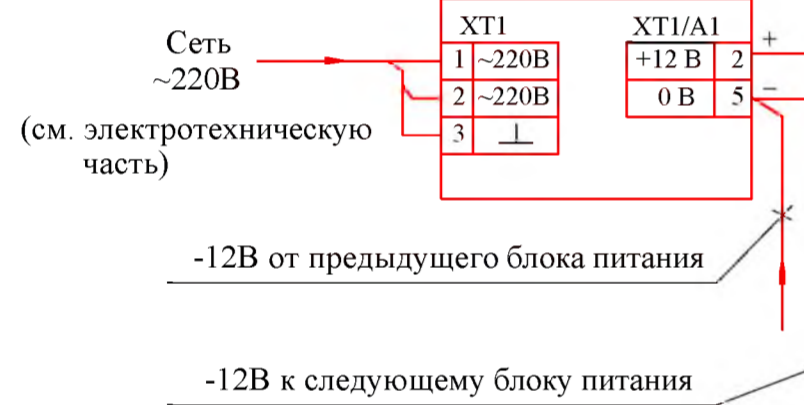 Сеть
~220В
(см. электротехническую
часть)
XT1
1 ~220В
2 ~220В
3 ⊥
XT1/A1
+12 В 2 +
0 В 5 −
-12В от предыдущего блока питания
-12В к следующему блоку питания